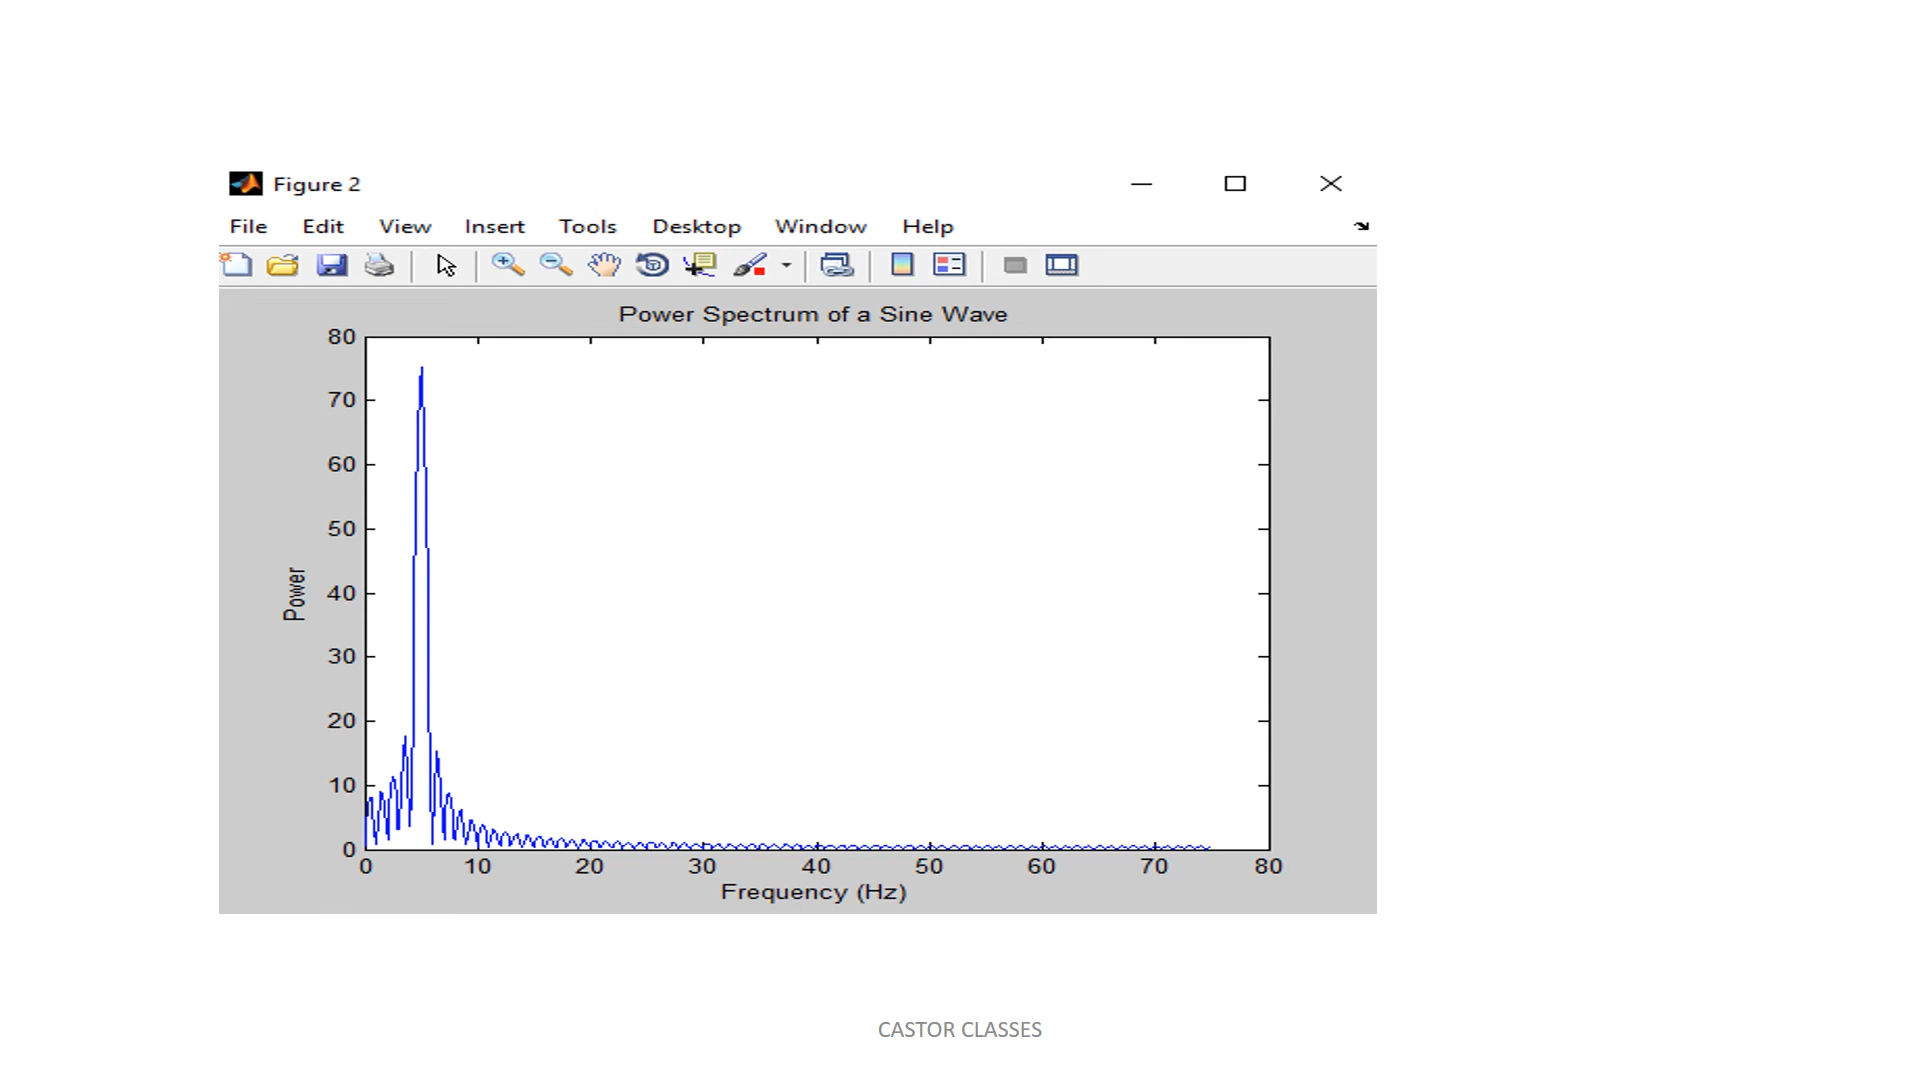 Figure 2
File Edit View Insert Tools Desktop Window Help
Power Spectrum of a Sine Wave
80
70
60
50
40
30
20
10
0
Power
0 10 20 30 40 50 60 70 80
Frequency (Hz)
CASTOR CLASSES